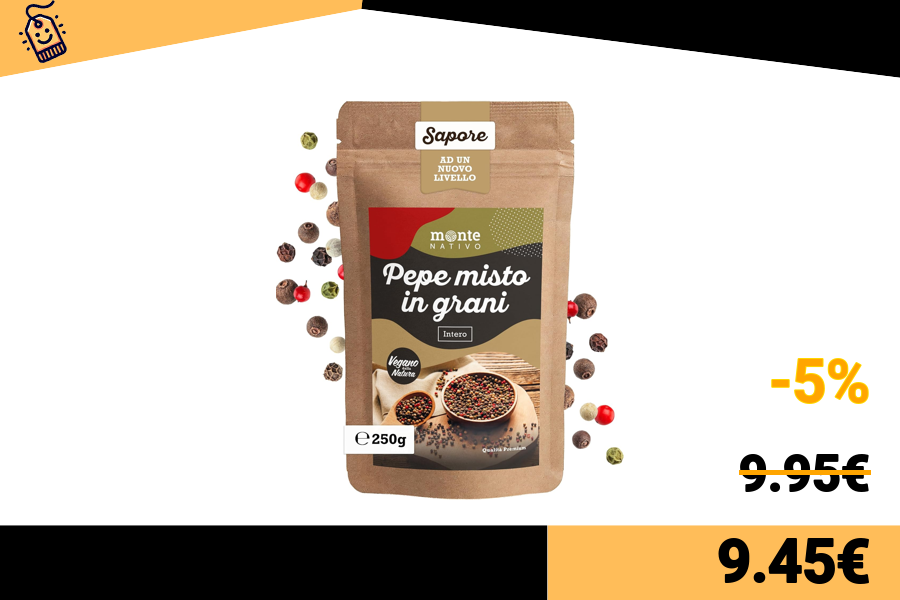 Sapore
AD UN
NUOVO
LIVELLO
monte
NATIVO
Pepe misto
in grani
Intero
Vegano
dalla
Natura
℮ 250g
Qualità Premium
-5%
9.95€
9.45€